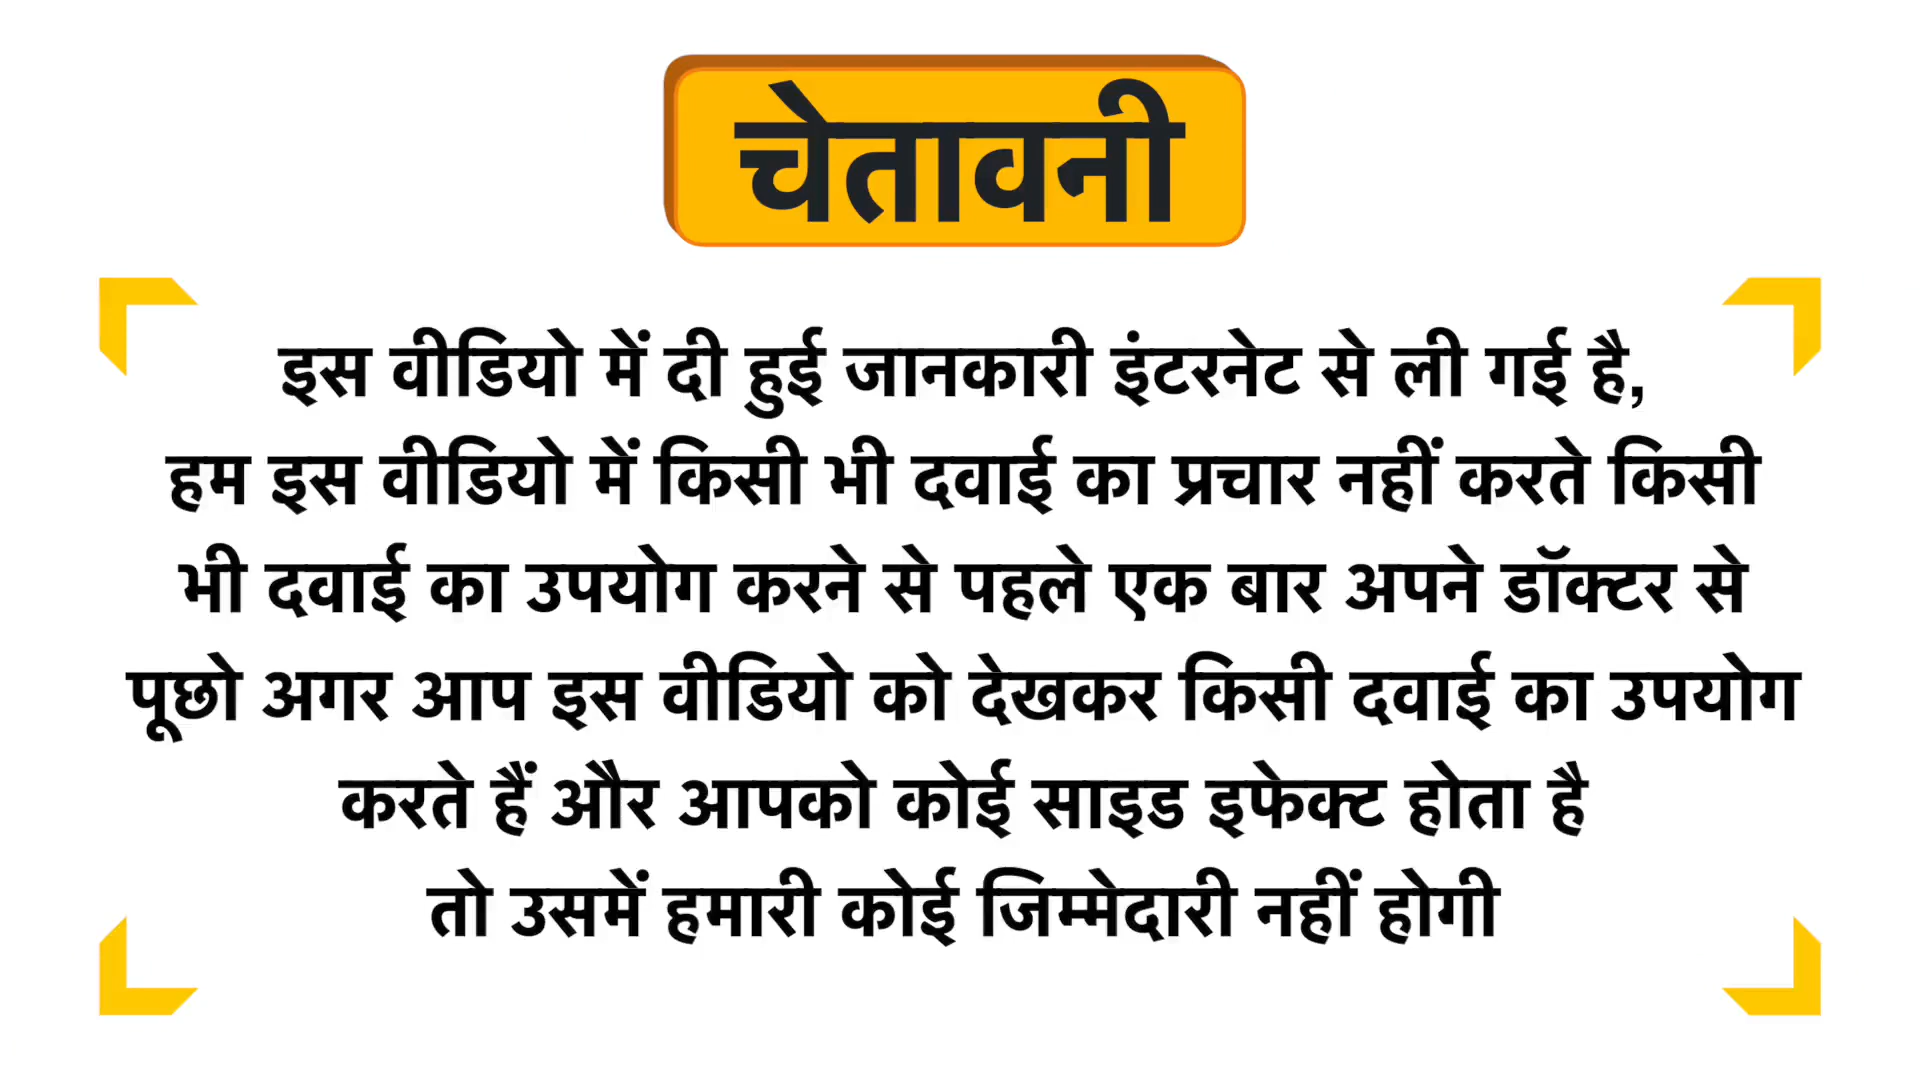 चेतावनी
इस वीडियो में दी हुई जानकारी इंटरनेट से ली गई है,
हम इस वीडियो में किसी भी दवाई का प्रचार नहीं करते किसी
भी दवाई का उपयोग करने से पहले एक बार अपने डॉक्टर से
पूछो अगर आप इस वीडियो को देखकर किसी दवाई का उपयोग
करते हैं और आपको कोई साइड इफेक्ट होता है
तो उसमें हमारी कोई जिम्मेदारी नहीं होगी